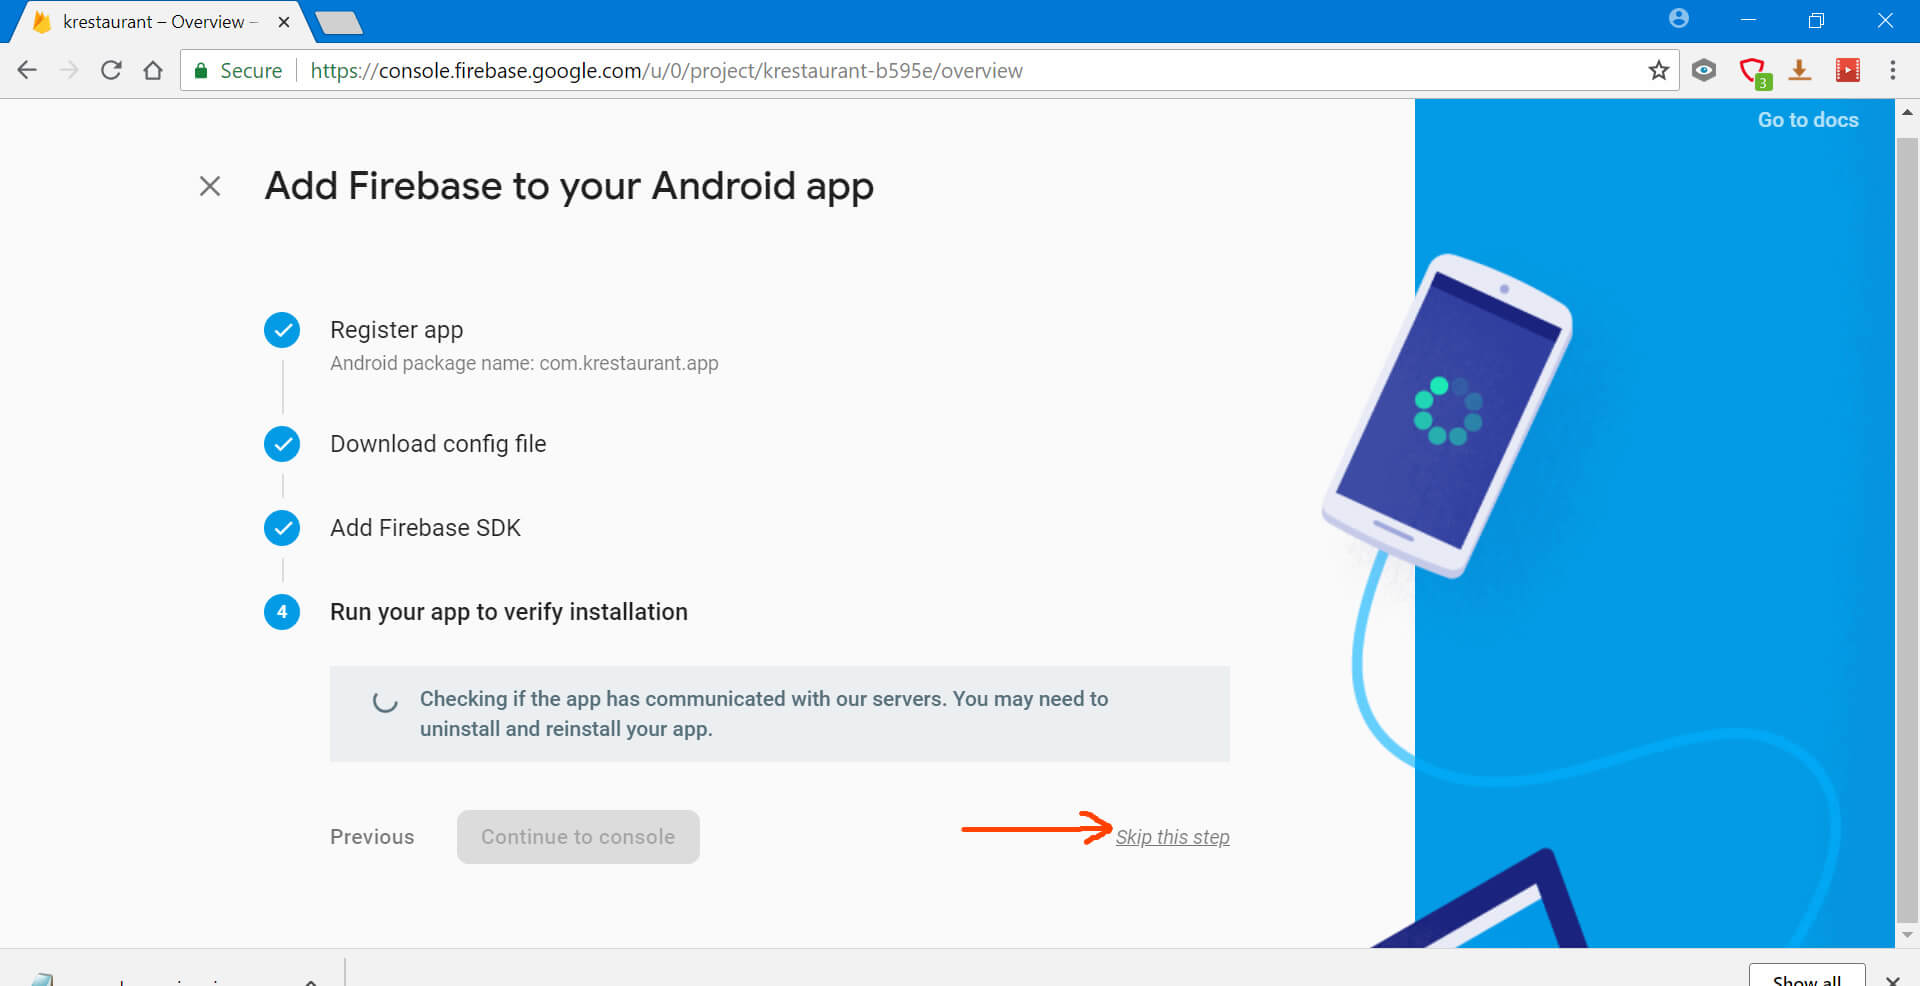 krestaurant – Overview –
Secure
https://console.firebase.google.com/u/0/project/krestaurant-b595e/overview
3
Go to docs
Add Firebase to your Android app
Register app
Android package name: com.krestaurant.app
Download config file
Add Firebase SDK
4
Run your app to verify installation
Checking if the app has communicated with our servers. You may need to
uninstall and reinstall your app.
Previous
Continue to console
Skip this step
Show all